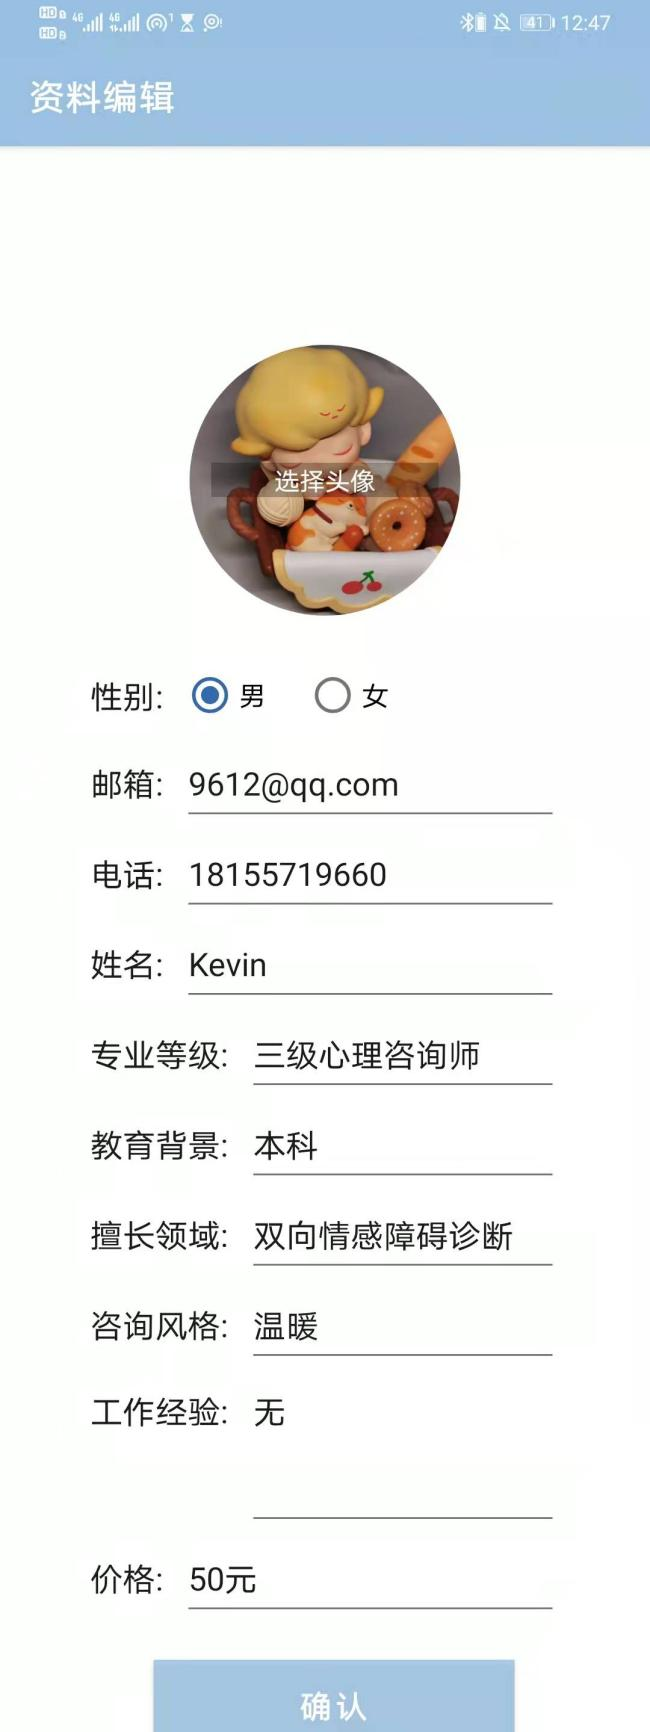 12:47
41
资料编辑
选择头像
性别: 男 女
邮箱: 9612@qq.com
电话: 18155719660
姓名: Kevin
专业等级: 三级心理咨询师
教育背景: 本科
擅长领域: 双向情感障碍诊断
咨询风格: 温暖
工作经验: 无
价格: 50元
确认